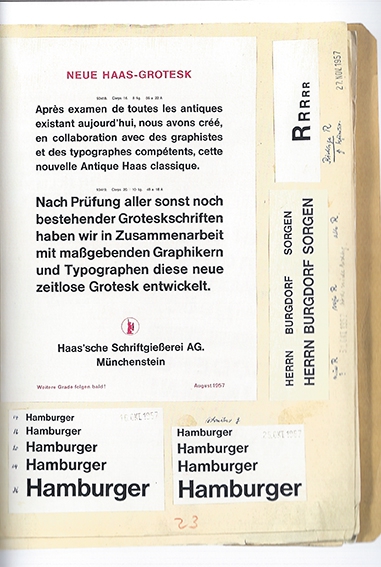 NEUE HAAS-GROTESK
Après examen de toutes les antiques
existant aujourd'hui, nous avons créé,
en collaboration avec des graphistes
et des typographes compétents, cette
nouvelle Antique Haas classique.
Nach Prüfung aller sonst noch
bestehender Groteskschriften
haben wir in Zusammenarbeit
mit maßgebenden Graphikern
und Typographen diese neue
zeitlose Grotesk entwickelt.
Haas'sche Schriftgießerei AG.
Münchenstein
Weitere Grade folgen bald!
August 1957
RRRRR
27. NOV. 1957
HERRN BURGDORF SORGEN
HERRN BURGDORF SORGEN
Hamburger
Hamburger
Hamburger
Hamburger
Hamburger
Hamburger
Hamburger
Hamburger
Hamburger
23